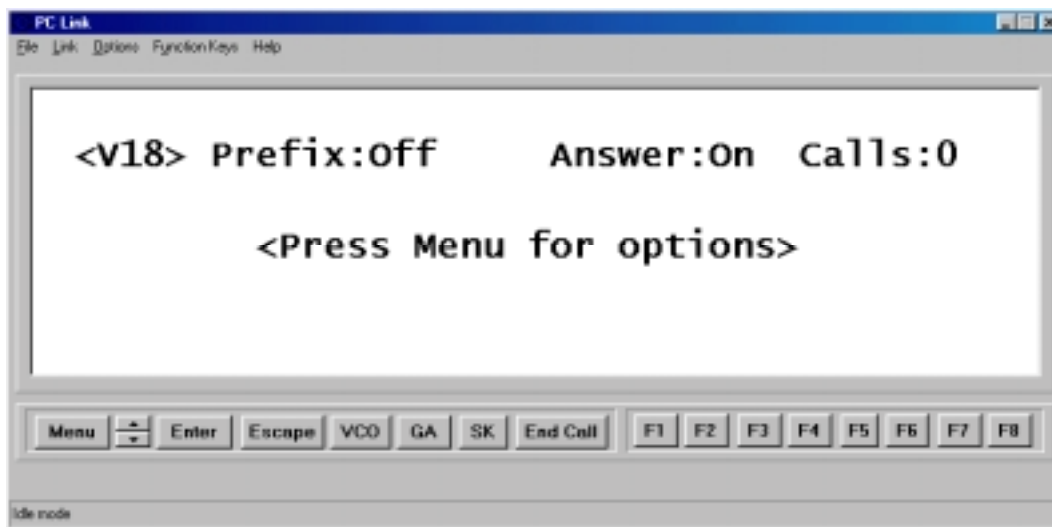 PC Link
File Link Options Function Keys Help
<V18> Prefix:Off Answer:On Calls:0
<Press Menu for options>
Menu Enter Escape VCO GA SK End Call F1 F2 F3 F4 F5 F6 F7 F8
Idle mode